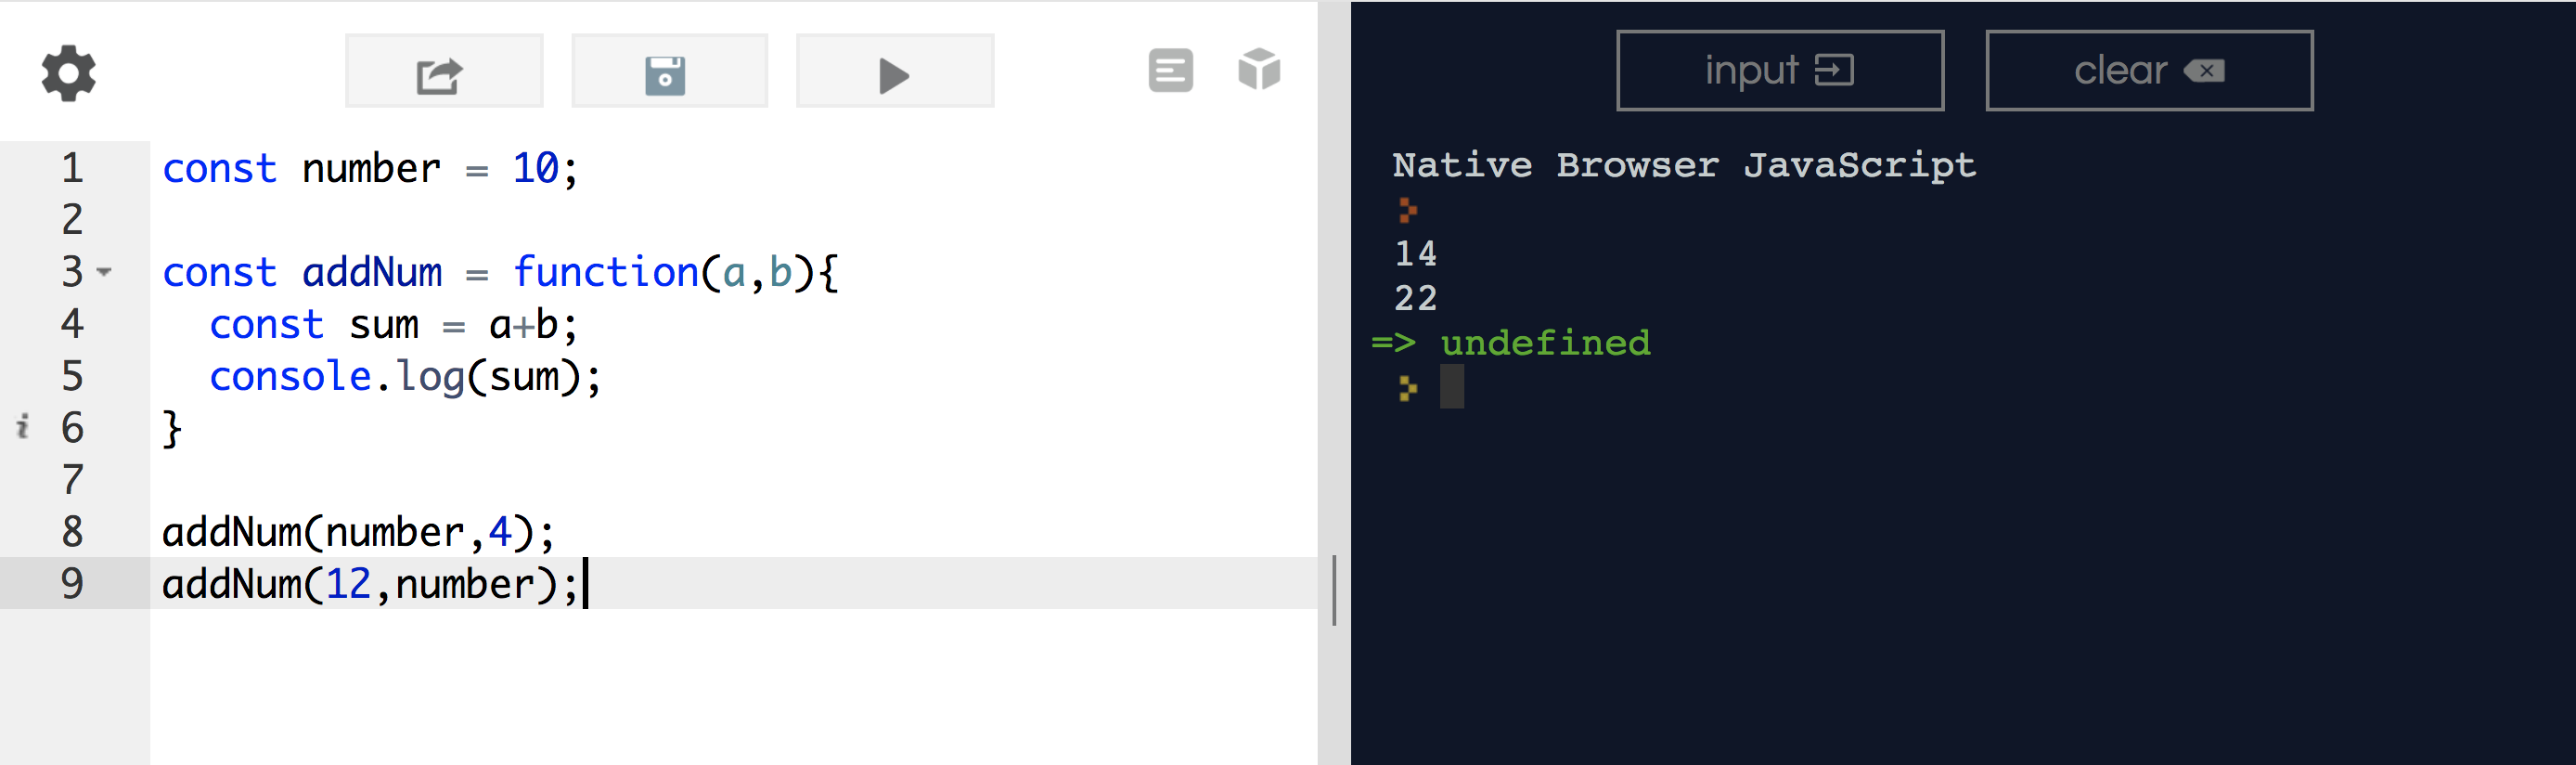 input clear
1 const number = 10;
2
3 const addNum = function(a,b){
4   const sum = a+b;
5   console.log(sum);
i 6 }
7
8 addNum(number,4);
9 addNum(12,number);
Native Browser JavaScript
14
22
=> undefined